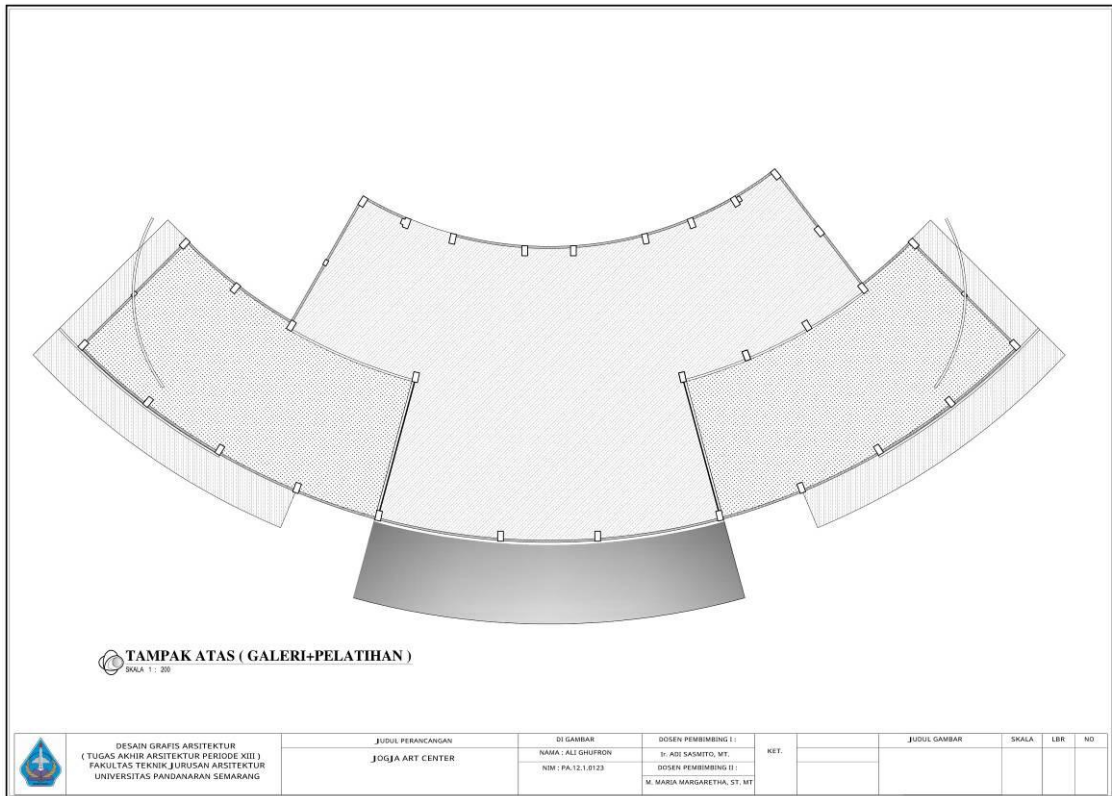 TAMPAK ATAS ( GALERI+PELATIHAN )
SKALA 1 : 200
DESAIN GRAFIS ARSITEKTUR
( TUGAS AKHIR ARSITEKTUR PERIODE XIII )
FAKULTAS TEKNIK JURUSAN ARSITEKTUR
UNIVERSITAS PANDANARAN SEMARANG
JUDUL PERANCANGAN
JOGJA ART CENTER
DI GAMBAR
NAMA : ALI GHUFRON
NIM : PA.12.1.0123
DOSEN PEMBIMBING I :
Ir. ADI SASMITO, MT.
DOSEN PEMBIMBING II :
M. MARIA MARGARETHA, ST. MT
KET.
JUDUL GAMBAR
SKALA
LBR
NO